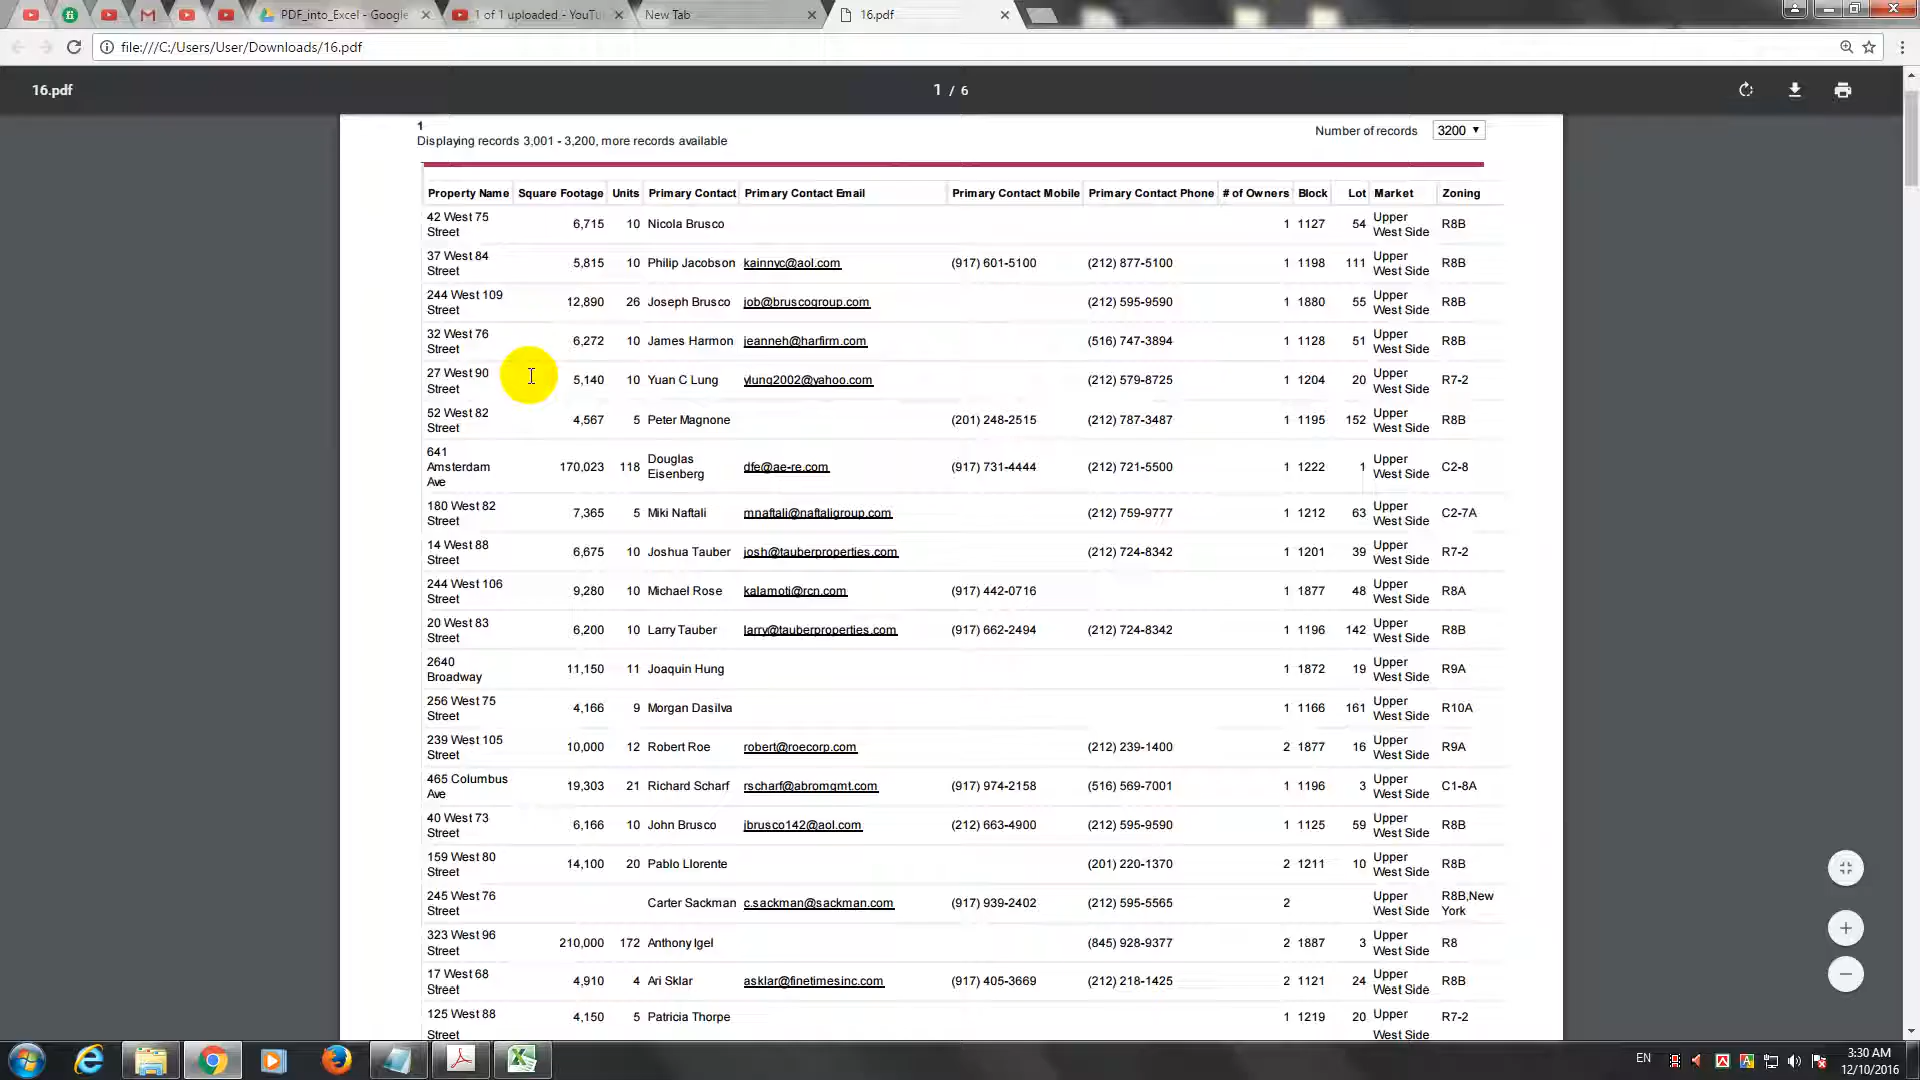 PDF_into_Excel - Google
1 of 1 uploaded - YouTu
New Tab
16.pdf
file:///C:/Users/User/Downloads/16.pdf
16.pdf
1 / 6
1
Displaying records 3,001 - 3,200, more records available
Number of records 3200
Property Name Square Footage Units Primary Contact Primary Contact Email Primary Contact Mobile Primary Contact Phone # of Owners Block Lot Market Zoning
42 West 75 Street 6,715 10 Nicola Brusco 1 1127 54 Upper West Side R8B
37 West 84 Street 5,815 10 Philip Jacobson kainnyc@aol.com (917) 601-5100 (212) 877-5100 1 1198 111 Upper West Side R8B
244 West 109 Street 12,890 26 Joseph Brusco job@bruscogroup.com (212) 595-9590 1 1880 55 Upper West Side R8B
32 West 76 Street 6,272 10 James Harmon jeanneh@harfirm.com (516) 747-3894 1 1128 51 Upper West Side R8B
27 West 90 Street 5,140 10 Yuan C Lung ylung2002@yahoo.com (212) 579-8725 1 1204 20 Upper West Side R7-2
52 West 82 Street 4,567 5 Peter Magnone (201) 248-2515 (212) 787-3487 1 1195 152 Upper West Side R8B
641 Amsterdam Ave 170,023 118 Douglas Eisenberg dfe@ae-re.com (917) 731-4444 (212) 721-5500 1 1222 1 Upper West Side C2-8
180 West 82 Street 7,365 5 Miki Naftali mnaftali@naftaligroup.com (212) 759-9777 1 1212 63 Upper West Side C2-7A
14 West 88 Street 6,675 10 Joshua Tauber josh@tauberproperties.com (212) 724-8342 1 1201 39 Upper West Side R7-2
244 West 106 Street 9,280 10 Michael Rose kalamoti@rcn.com (917) 442-0716 1 1877 48 Upper West Side R8A
20 West 83 Street 6,200 10 Larry Tauber larry@tauberproperties.com (917) 662-2494 (212) 724-8342 1 1196 142 Upper West Side R8B
2640 Broadway 11,150 11 Joaquin Hung 1 1872 19 Upper West Side R9A
256 West 75 Street 4,166 9 Morgan Dasilva 1 1166 161 Upper West Side R10A
239 West 105 Street 10,000 12 Robert Roe robert@roecorp.com (212) 239-1400 2 1877 16 Upper West Side R9A
465 Columbus Ave 19,303 21 Richard Scharf rscharf@abromgmt.com (917) 974-2158 (516) 569-7001 1 1196 3 Upper West Side C1-8A
40 West 73 Street 6,166 10 John Brusco jbrusco142@aol.com (212) 663-4900 (212) 595-9590 1 1125 59 Upper West Side R8B
159 West 80 Street 14,100 20 Pablo Llorente (201) 220-1370 2 1211 10 Upper West Side R8B
245 West 76 Street Carter Sackman c.sackman@sackman.com (917) 939-2402 (212) 595-5565 2 Upper West Side R8B,New York
323 West 96 Street 210,000 172 Anthony Igel (845) 928-9377 2 1887 3 Upper West Side R8
17 West 68 Street 4,910 4 Ari Sklar asklar@finetimesinc.com (917) 405-3669 (212) 218-1425 2 1121 24 Upper West Side R8B
125 West 88 Street 4,150 5 Patricia Thorpe 1 1219 20 Upper West Side R7-2
EN
3:30 AM
12/10/2016